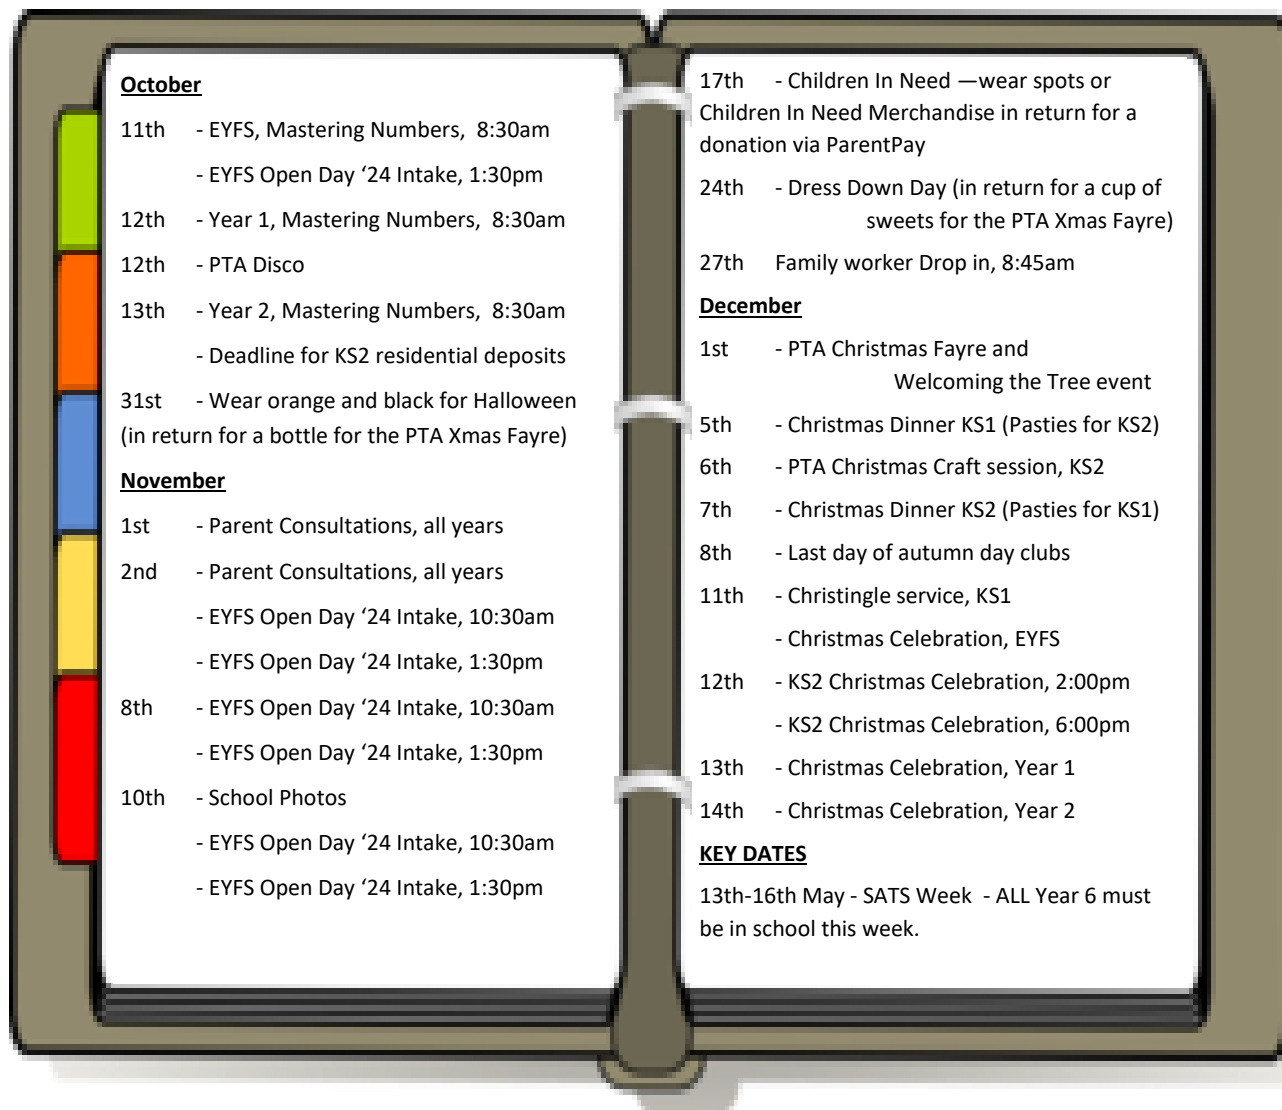 October
11th - EYFS, Mastering Numbers, 8:30am
- EYFS Open Day ‘24 Intake, 1:30pm
12th - Year 1, Mastering Numbers, 8:30am
12th - PTA Disco
13th - Year 2, Mastering Numbers, 8:30am
- Deadline for KS2 residential deposits
31st - Wear orange and black for Halloween
(in return for a bottle for the PTA Xmas Fayre)
November
1st - Parent Consultations, all years
2nd - Parent Consultations, all years
- EYFS Open Day ‘24 Intake, 10:30am
- EYFS Open Day ‘24 Intake, 1:30pm
8th - EYFS Open Day ‘24 Intake, 10:30am
- EYFS Open Day ‘24 Intake, 1:30pm
10th - School Photos
- EYFS Open Day ‘24 Intake, 10:30am
- EYFS Open Day ‘24 Intake, 1:30pm
17th - Children In Need —wear spots or
Children In Need Merchandise in return for a
donation via ParentPay
24th - Dress Down Day (in return for a cup of
sweets for the PTA Xmas Fayre)
27th Family worker Drop in, 8:45am
December
1st - PTA Christmas Fayre and
Welcoming the Tree event
5th - Christmas Dinner KS1 (Pasties for KS2)
6th - PTA Christmas Craft session, KS2
7th - Christmas Dinner KS2 (Pasties for KS1)
8th - Last day of autumn day clubs
11th - Christingle service, KS1
- Christmas Celebration, EYFS
12th - KS2 Christmas Celebration, 2:00pm
- KS2 Christmas Celebration, 6:00pm
13th - Christmas Celebration, Year 1
14th - Christmas Celebration, Year 2
KEY DATES
13th-16th May - SATS Week - ALL Year 6 must
be in school this week.